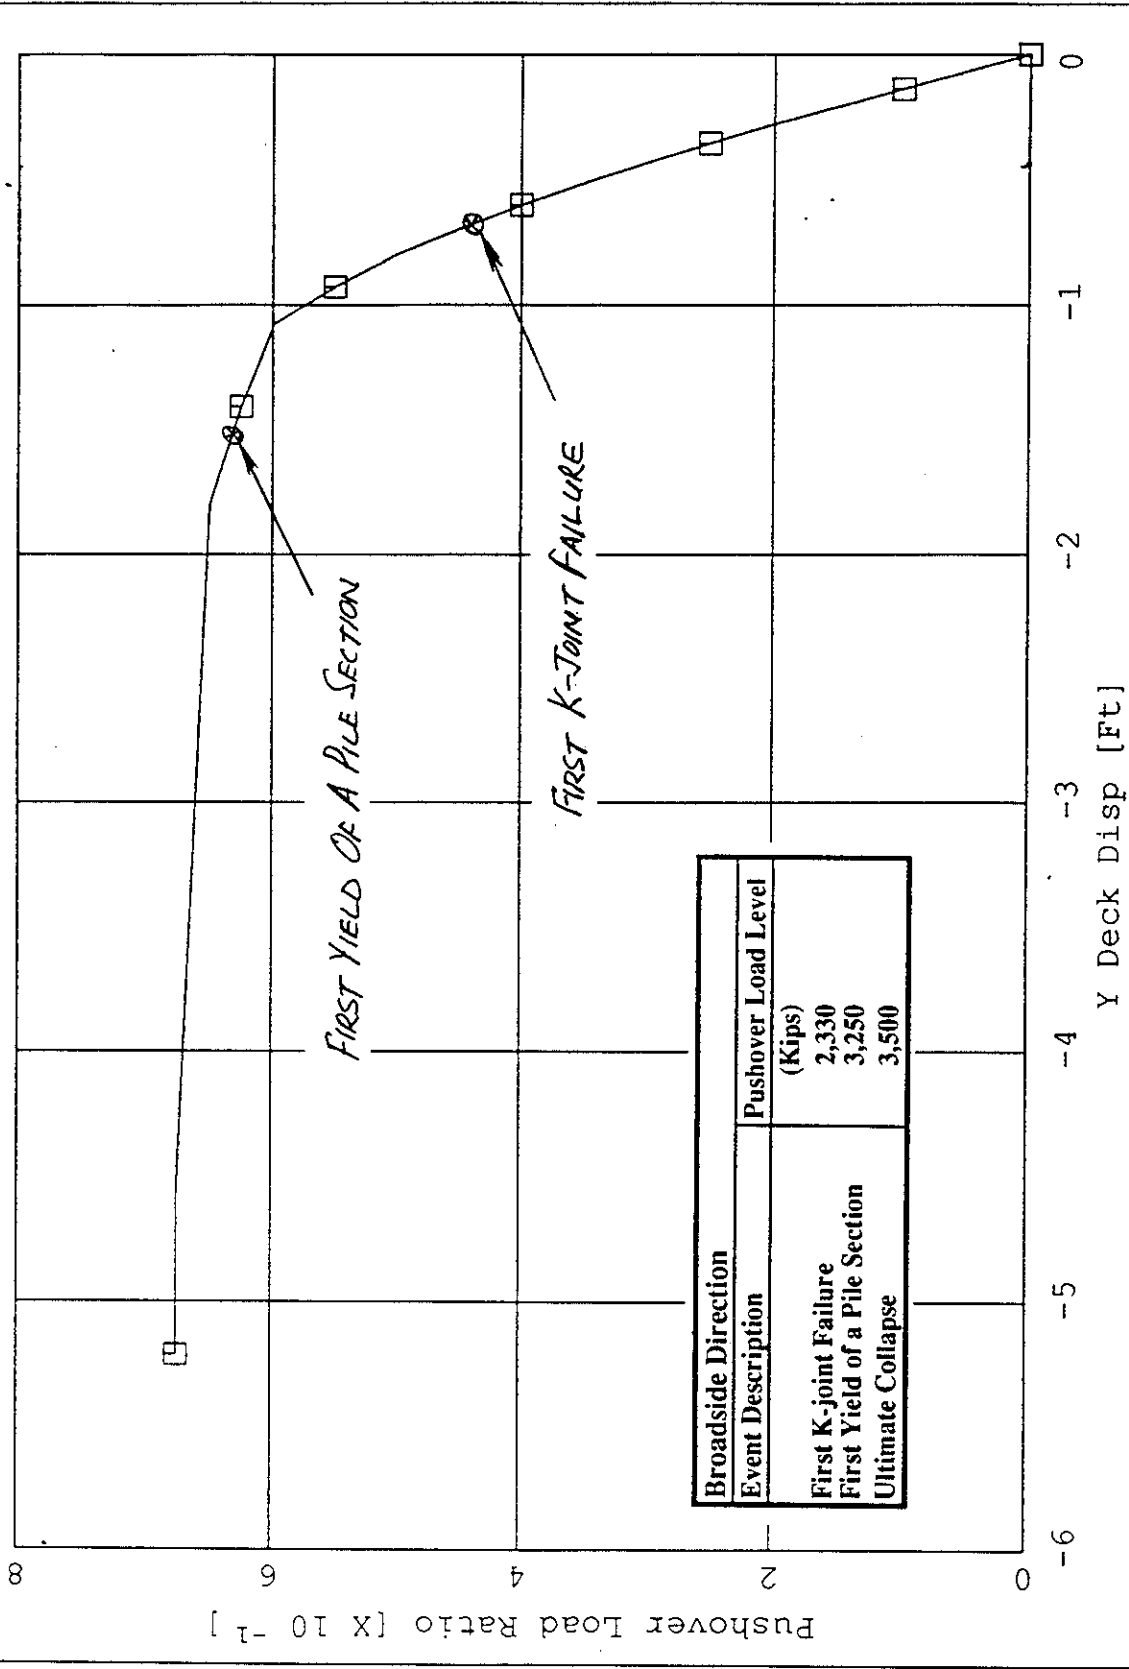 Pushover Load Ratio [X 10 -1 ]
8
6
4
2
0
FIRST YIELD OF A PILE SECTION
FIRST K-JOINT FAILURE
Broadside Direction
Event Description Pushover Load Level
(Kips)
First K-joint Failure 2,330
First Yield of a Pile Section 3,250
Ultimate Collapse 3,500
-6 -5 -4 -3 -2 -1 0
Y Deck Disp [Ft]